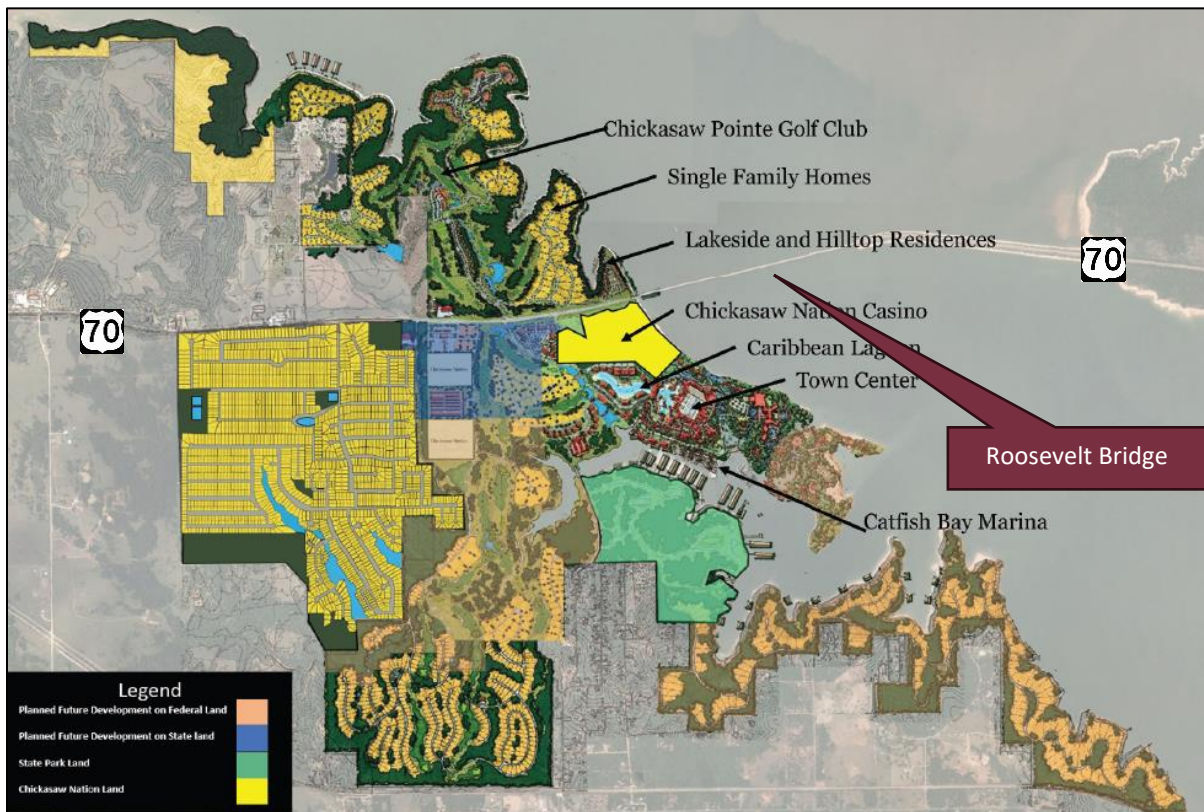 Chickasaw Pointe Golf Club
Single Family Homes
Lakeside and Hilltop Residences
70
70
Chickasaw Nation Casino
Caribbean Lagoon
Town Center
Roosevelt Bridge
Catfish Bay Marina
Legend
Planned Future Development on Federal Land
Planned Future Development on State land
State Park Land
Chickasaw Nation Land